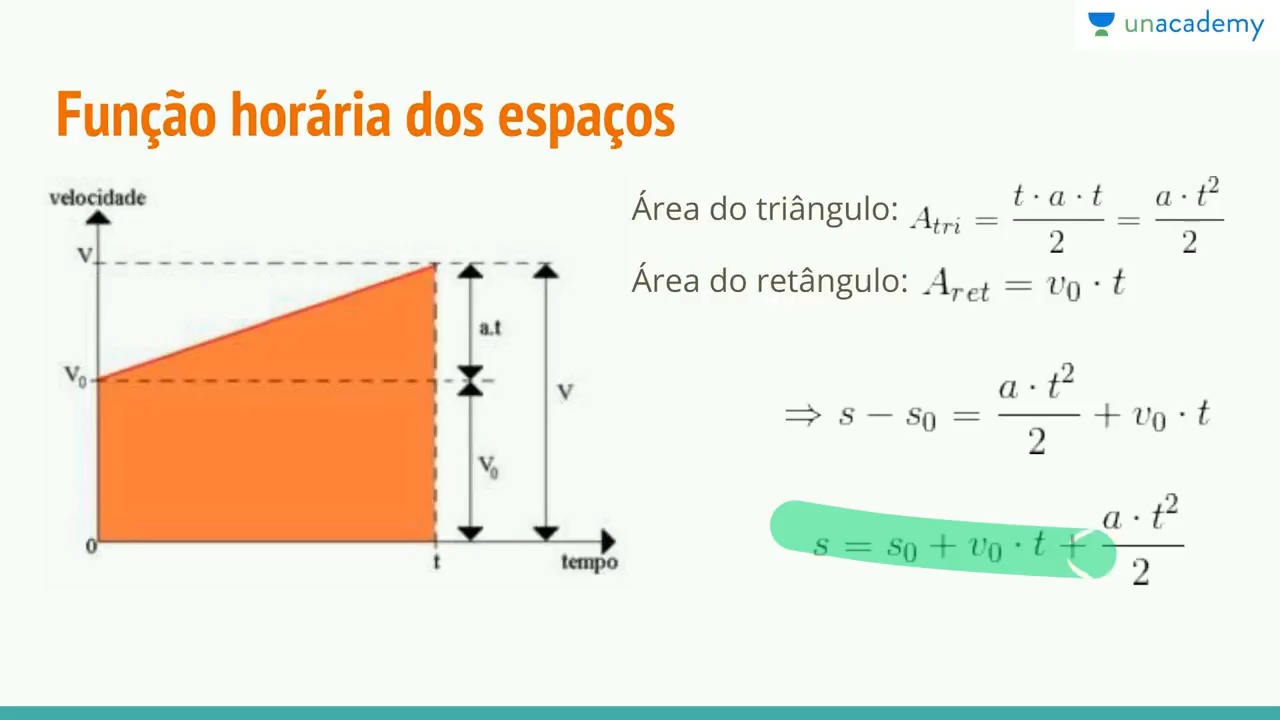 unacademy
Função horária dos espaços
velocidade
V
V₀
0
a.t
V₀
V
t
tempo
Área do triângulo: A_tri = (t · a · t)/2 = (a · t²)/2
Área do retângulo: A_ret = v₀ · t
⇒ s − s₀ = (a · t²)/2 + v₀ · t
s = s₀ + v₀ · t + (a · t²)/2